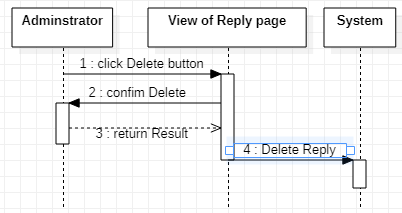 Adminstrator
View of Reply page
System
1 : click Delete button
2 : confim Delete
3 : return Result
4 : Delete Reply